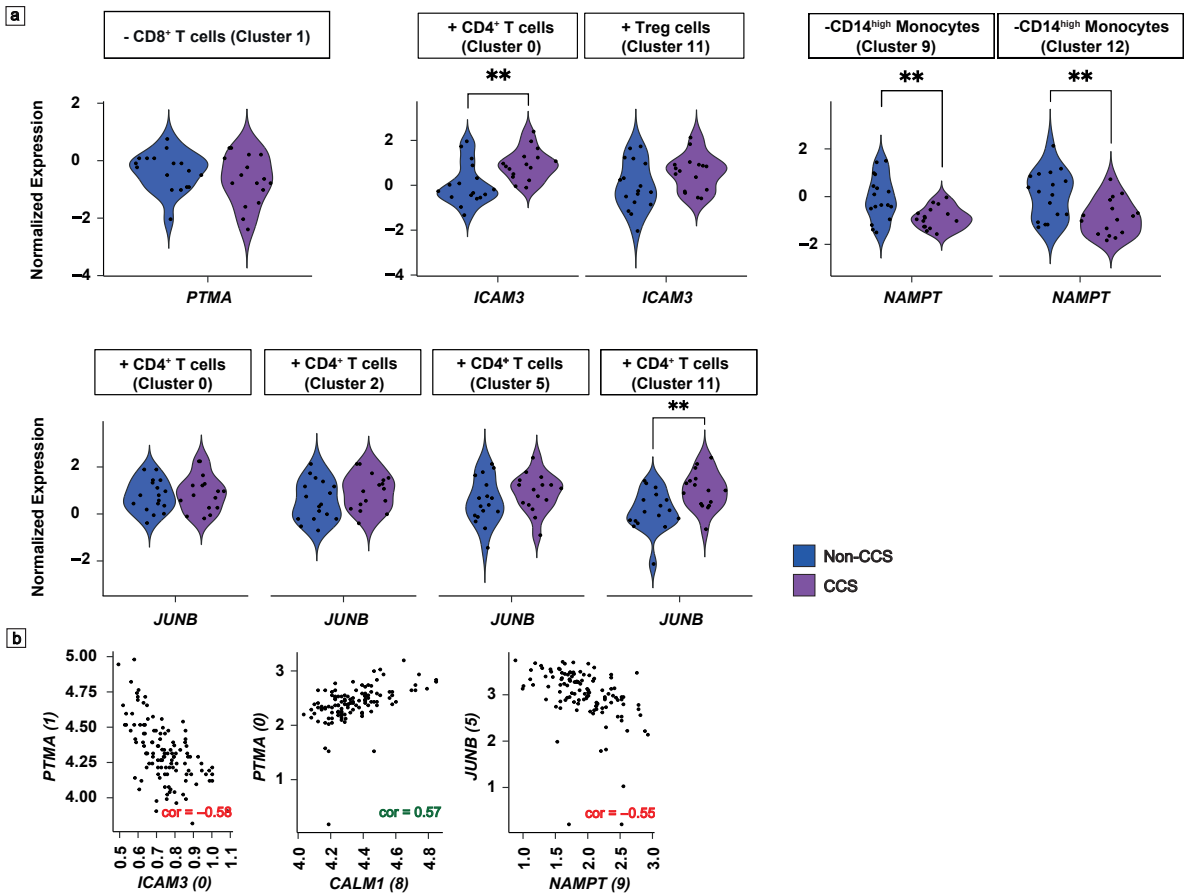 a
- CD8⁺ T cells (Cluster 1)
+ CD4⁺ T cells
(Cluster 0)
+ Treg cells
(Cluster 11)
-CD14ʰⁱᵍʰ Monocytes
(Cluster 9)
-CD14ʰⁱᵍʰ Monocytes
(Cluster 12)
**
**
**
Normalized Expression
2
0
−2
−4
PTMA
4
2
0
−2
−4
ICAM3
ICAM3
2
0
−2
NAMPT
NAMPT
+ CD4⁺ T cells
(Cluster 0)
+ CD4⁺ T cells
(Cluster 2)
+ CD4⁺ T cells
(Cluster 5)
+ CD4⁺ T cells
(Cluster 11)
**
Normalized Expression
2
0
−2
JUNB
JUNB
JUNB
JUNB
Non-CCS
CCS
b
PTMA (1)
5.00
4.75
4.50
4.25
4.00
cor = −0.58
0.5 0.6 0.7 0.8 0.9 1.0 1.1
ICAM3 (0)
PTMA (0)
3
2
1
cor = 0.57
4.0 4.2 4.4 4.6 4.8
CALM1 (8)
JUNB (5)
3
2
1
cor = −0.55
1.0 1.5 2.0 2.5 3.0
NAMPT (9)